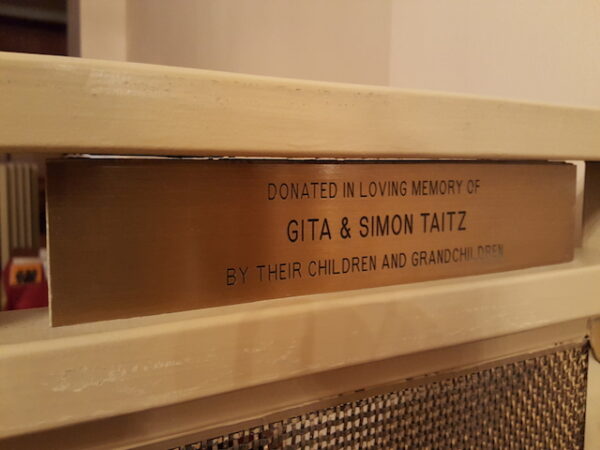 DONATED IN LOVING MEMORY OF
GITA & SIMON TAITZ
BY THEIR CHILDREN AND GRANDCHILDREN